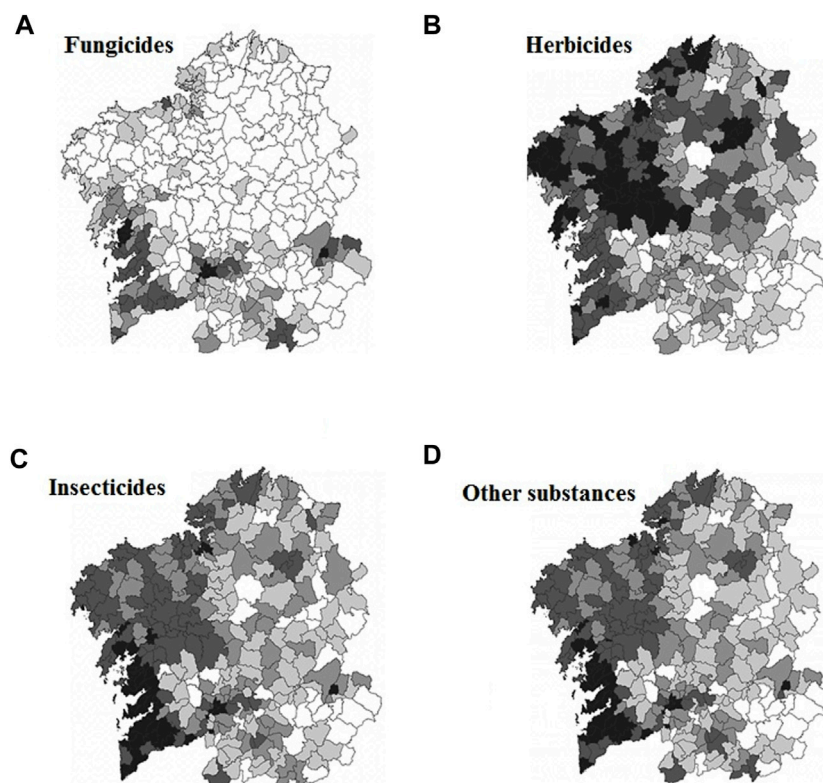 A
Fungicides
B
Herbicides
C
Insecticides
D
Other substances